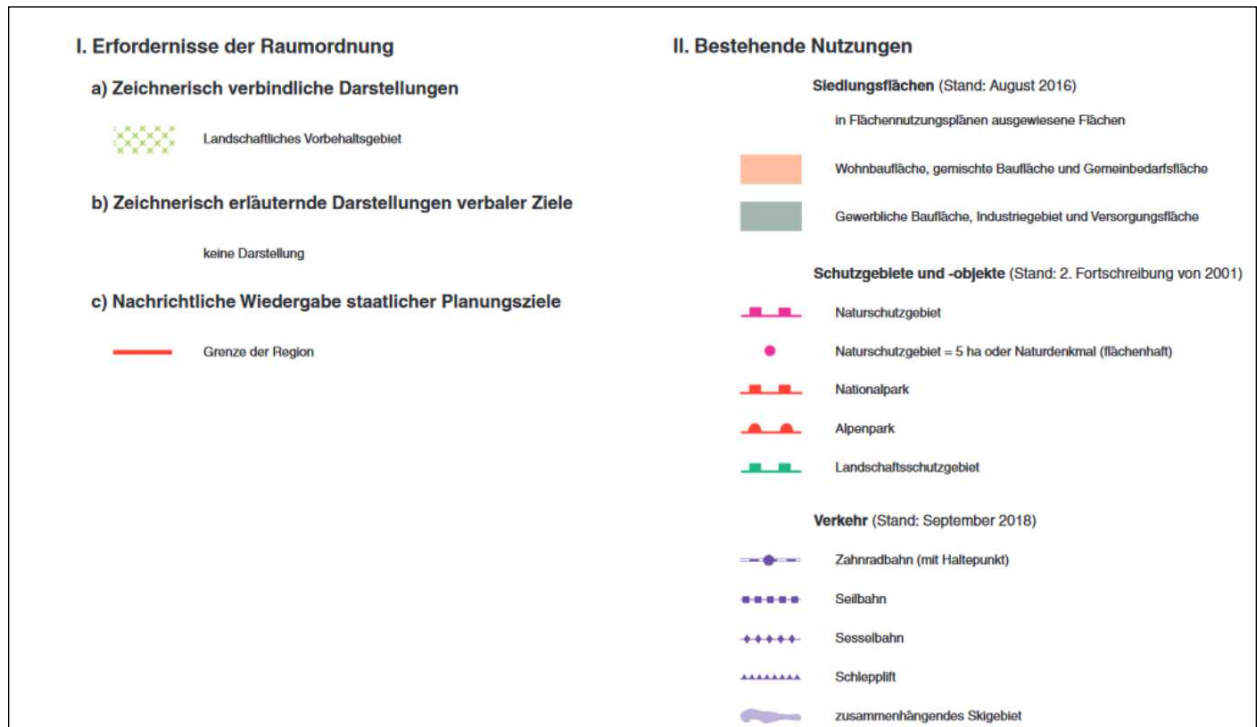 I. Erfordernisse der Raumordnung
a) Zeichnerisch verbindliche Darstellungen
Landschaftliches Vorbehaltsgebiet
b) Zeichnerisch erläuternde Darstellungen verbaler Ziele
keine Darstellung
c) Nachrichtliche Wiedergabe staatlicher Planungsziele
Grenze der Region
II. Bestehende Nutzungen
Siedlungsflächen (Stand: August 2016)
in Flächennutzungsplänen ausgewiesene Flächen
Wohnbaufläche, gemischte Baufläche und Gemeinbedarfsfläche
Gewerbliche Baufläche, Industriegebiet und Versorgungsfläche
Schutzgebiete und -objekte (Stand: 2. Fortschreibung von 2001)
Naturschutzgebiet
Naturschutzgebiet = 5 ha oder Naturdenkmal (flächenhaft)
Nationalpark
Alpenpark
Landschaftsschutzgebiet
Verkehr (Stand: September 2018)
Zahnradbahn (mit Haltepunkt)
Seilbahn
Sesselbahn
Schlepplift
zusammenhängendes Skigebiet